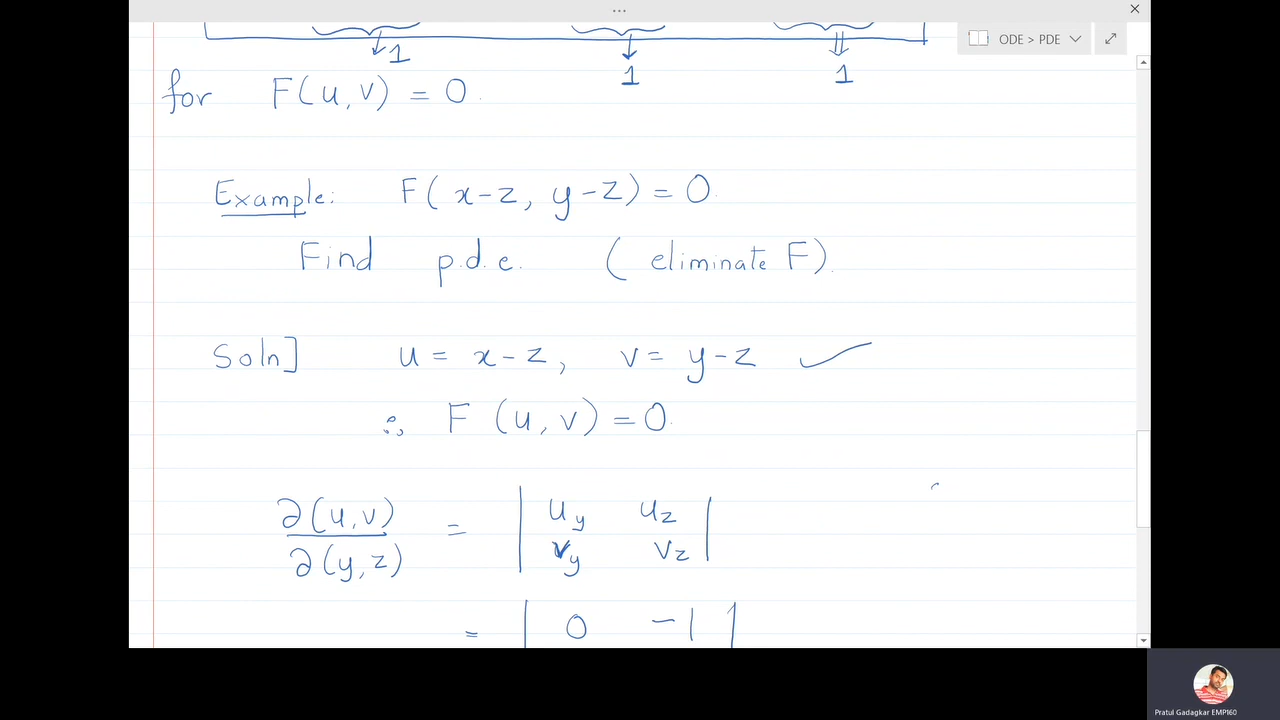 ...
ODE > PDE
1
1
1
for F(u, v) = 0.
Example: F(x-z, y-z) = 0.
Find p.d.e. (eliminate F).
Soln] u = x-z, v = y-z ✓
∴ F (u, v) = 0.
∂(u, v) / ∂(y, z) = | u_y u_z |
| v_y v_z |
= | 0 -1 |
Pratul Gadagkar EMP160